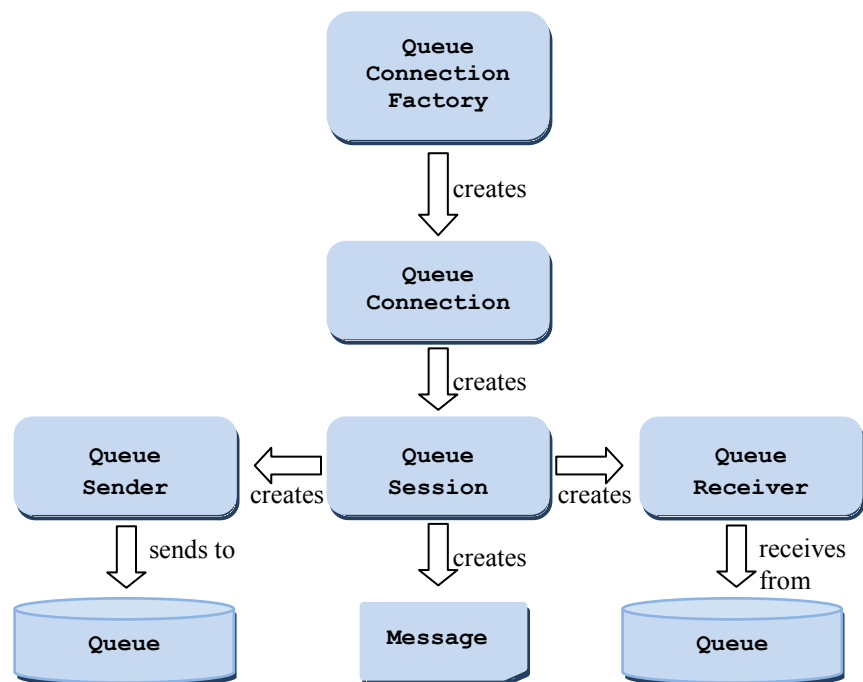 Queue
Connection
Factory
creates
Queue
Connection
creates
Queue
Sender
creates
Queue
Session
creates
Queue
Receiver
sends to
creates
receives
from
Queue
Message
Queue